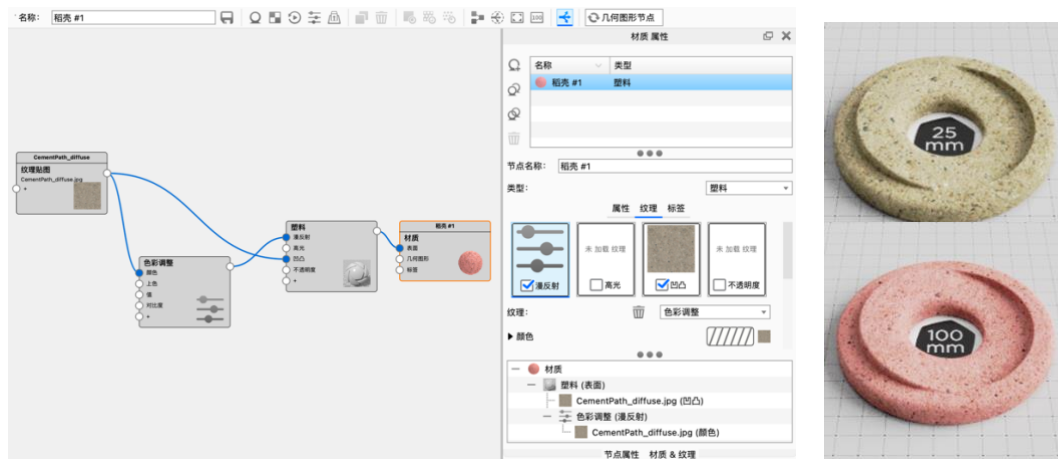 名称: 稻壳 #1
几何图形节点
CementPath_diffuse
纹理贴图
CementPath_diffuse.jpg
+
色彩调整
颜色
上色
值
对比度
+
塑料
漫反射
高光
凹凸
不透明度
+
稻壳 #1
材质
表面
几何图形
标签
材质 属性
名称 类型
稻壳 #1 塑料
节点名称: 稻壳 #1
类型: 塑料
属性 纹理 标签
未 加载 纹理
未 加载 纹理
漫反射 高光 凹凸 不透明度
纹理: 色彩调整
颜色
材质
塑料 (表面)
CementPath_diffuse.jpg (凹凸)
色彩调整 (漫反射)
CementPath_diffuse.jpg (颜色)
节点属性 材质 & 纹理
25
mm
100
mm